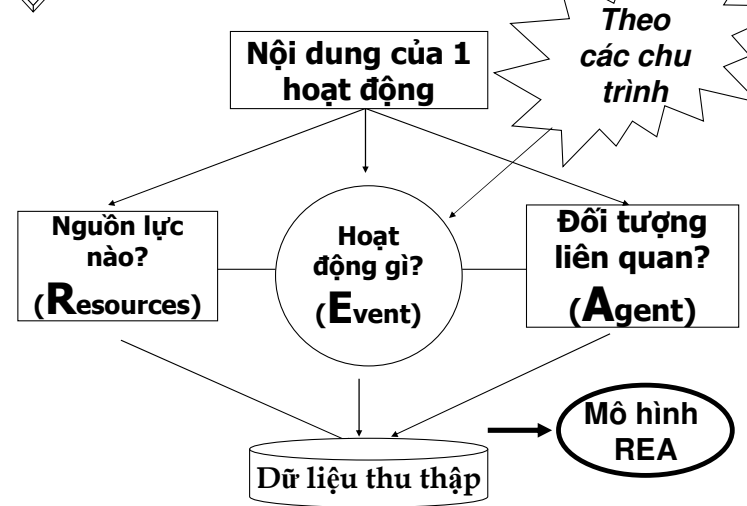 Nội dung của 1
hoạt động
Theo
các chu
trình
Nguồn lực
nào?
(Resources)
Hoạt
động gì?
(Event)
Đối tượng
liên quan?
(Agent)
Dữ liệu thu thập
Mô hình
REA